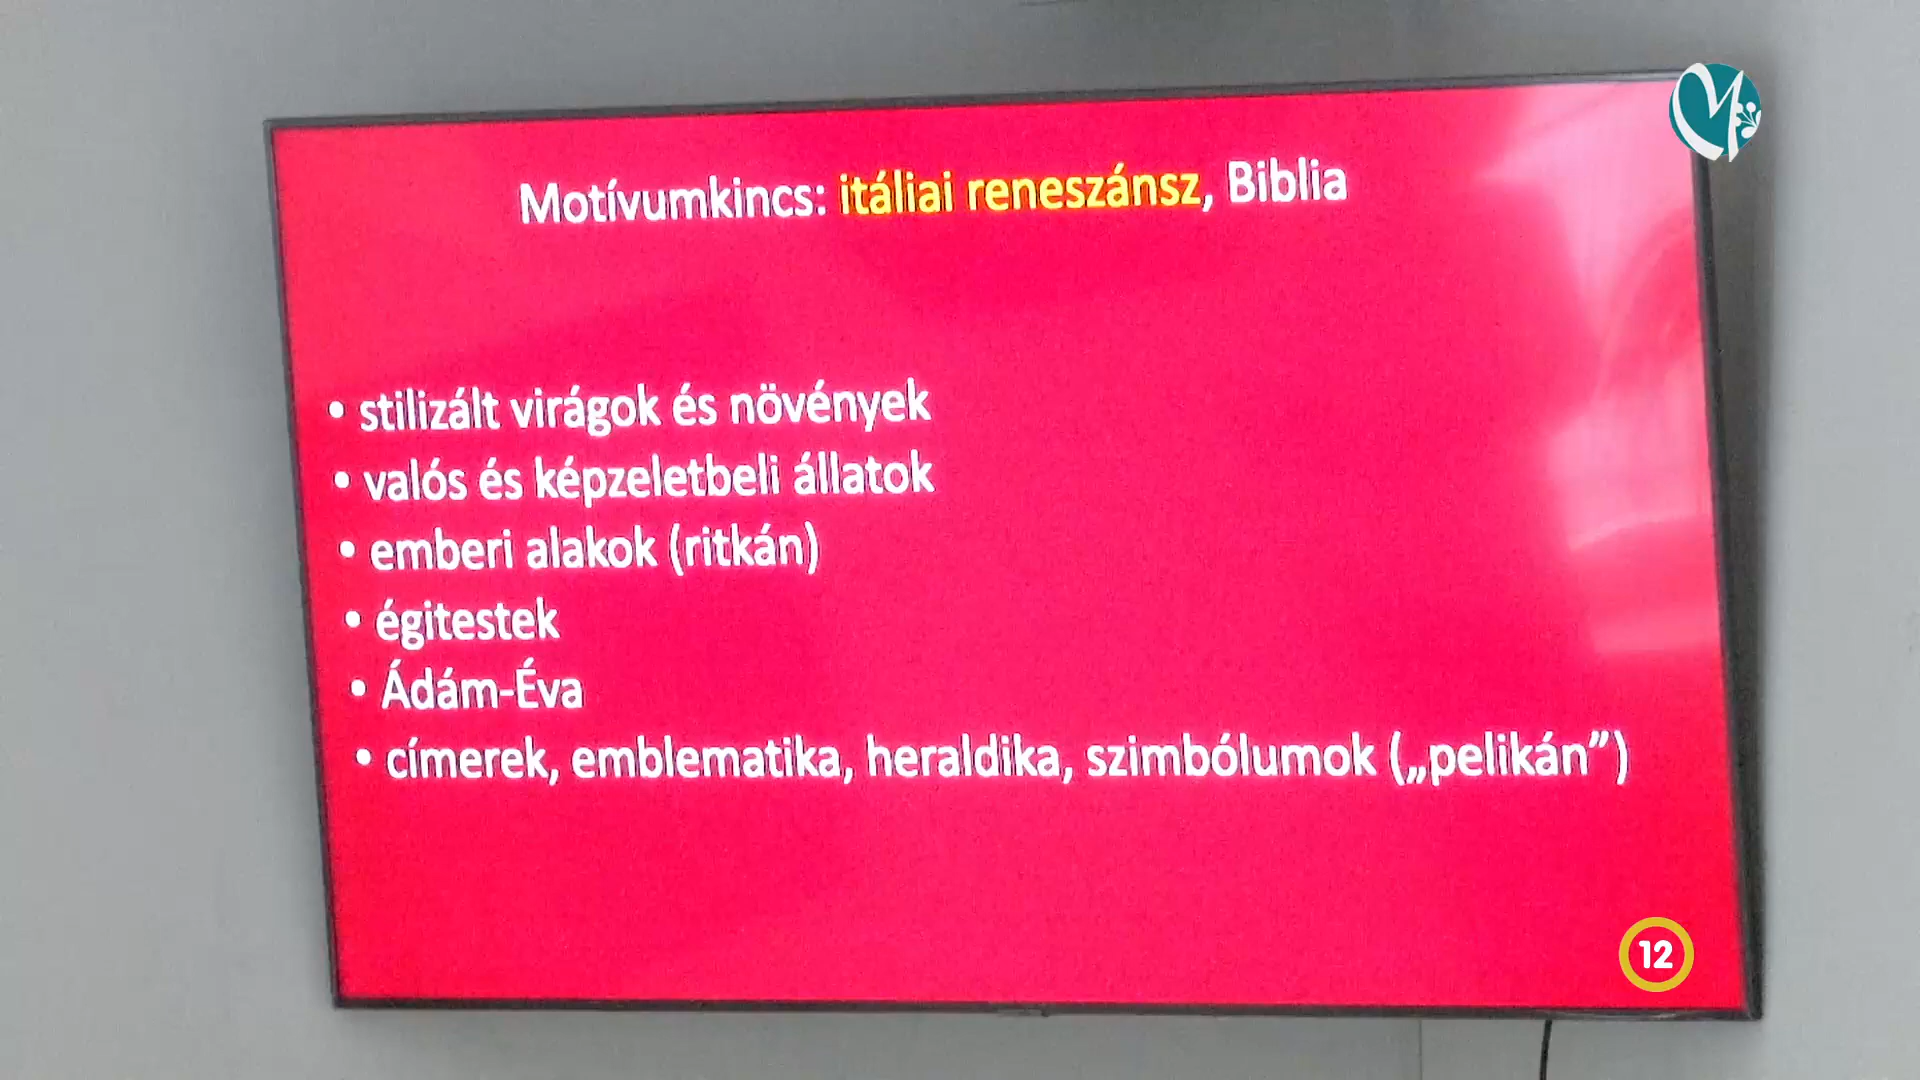 Motívumkincs: itáliai reneszánsz, Biblia
• stilizált virágok és növények
• valós és képzeletbeli állatok
• emberi alakok (ritkán)
• égitestek
• Ádám-Éva
• címerek, emblematika, heraldika, szimbólumok („pelikán”)
12